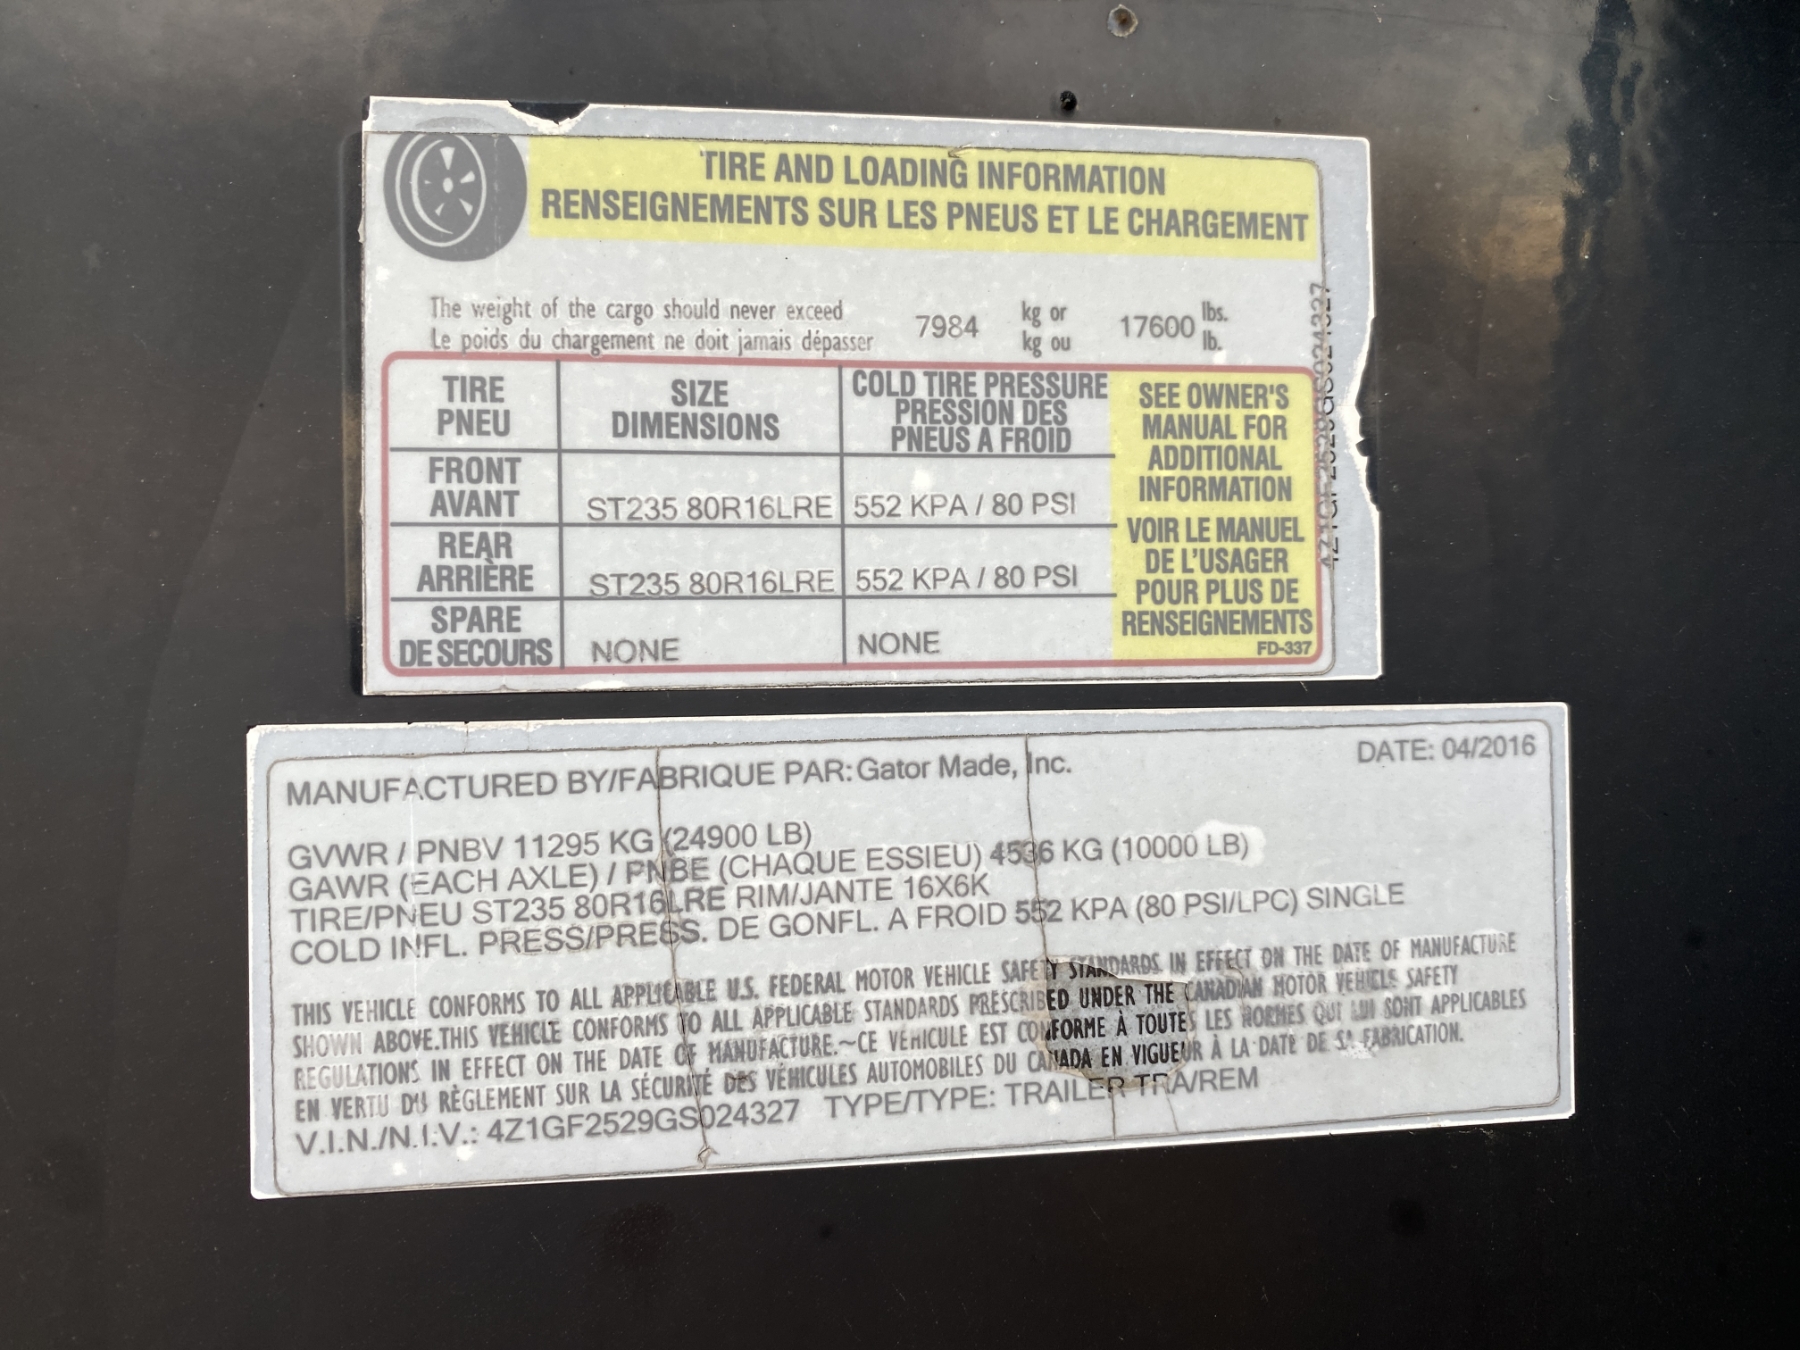 TIRE AND LOADING INFORMATION
RENSEIGNEMENTS SUR LES PNEUS ET LE CHARGEMENT
The weight of the cargo should never exceed 7984 kg or 17600 lbs.
Le poids du chargement ne doit jamais dépasser kg ou lb.
TIRE
PNEU
SIZE
DIMENSIONS
COLD TIRE PRESSURE
PRESSION DES
PNEUS A FROID
FRONT
AVANT
ST235 80R16LRE
552 KPA / 80 PSI
REAR
ARRIÈRE
ST235 80R16LRE
552 KPA / 80 PSI
SPARE
DE SECOURS
NONE
NONE
SEE OWNER'S
MANUAL FOR
ADDITIONAL
INFORMATION
VOIR LE MANUEL
DE L'USAGER
POUR PLUS DE
RENSEIGNEMENTS
FD-337
4Z1GF2529GS024327
MANUFACTURED BY/FABRIQUE PAR: Gator Made, Inc.
DATE: 04/2016
GVWR / PNBV 11295 KG (24900 LB)
GAWR (EACH AXLE) / PNBE (CHAQUE ESSIEU) 4536 KG (10000 LB)
TIRE/PNEU ST235 80R16LRE RIM/JANTE 16X6K
COLD INFL. PRESS/PRESS. DE GONFL. A FROID 552 KPA (80 PSI/LPC) SINGLE
THIS VEHICLE CONFORMS TO ALL APPLICABLE U.S. FEDERAL MOTOR VEHICLE SAFETY STANDARDS IN EFFECT ON THE DATE OF MANUFACTURE
SHOWN ABOVE.THIS VEHICLE CONFORMS TO ALL APPLICABLE STANDARDS PRESCRIBED UNDER THE CANADIAN MOTOR VEHICLE SAFETY
REGULATIONS IN EFFECT ON THE DATE OF MANUFACTURE.~CE VÉHICULE EST CONFORME À TOUTES LES NORMES QUI LUI SONT APPLICABLES
EN VERTU DU RÈGLEMENT SUR LA SÉCURITÉ DES VÉHICULES AUTOMOBILES DU CANADA EN VIGUEUR À LA DATE DE SA FABRICATION.
V.I.N./N.I.V.: 4Z1GF2529GS024327 TYPE/TYPE: TRAILER TRA/REM